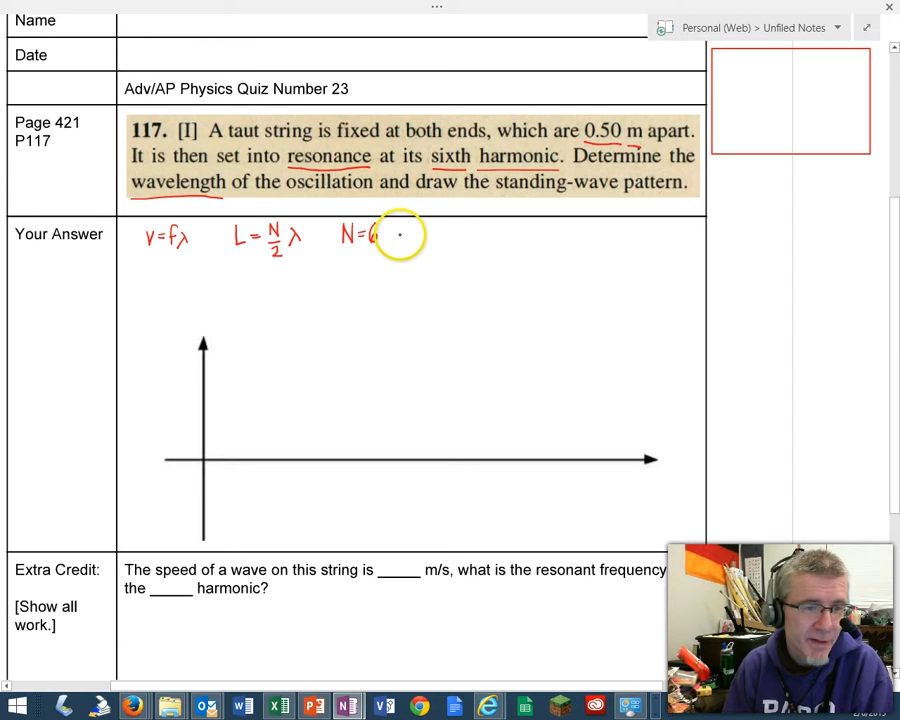 Name
Personal (Web) > Unfiled Notes
Date
Adv/AP Physics Quiz Number 23
Page 421
P117
117. [I] A taut string is fixed at both ends, which are 0.50 m apart.
It is then set into resonance at its sixth harmonic. Determine the
wavelength of the oscillation and draw the standing-wave pattern.
Your Answer
v=fλ L=N/2 λ N=6
Extra Credit:
The speed of a wave on this string is _____ m/s, what is the resonant frequency
the _____ harmonic?
[Show all
work.]